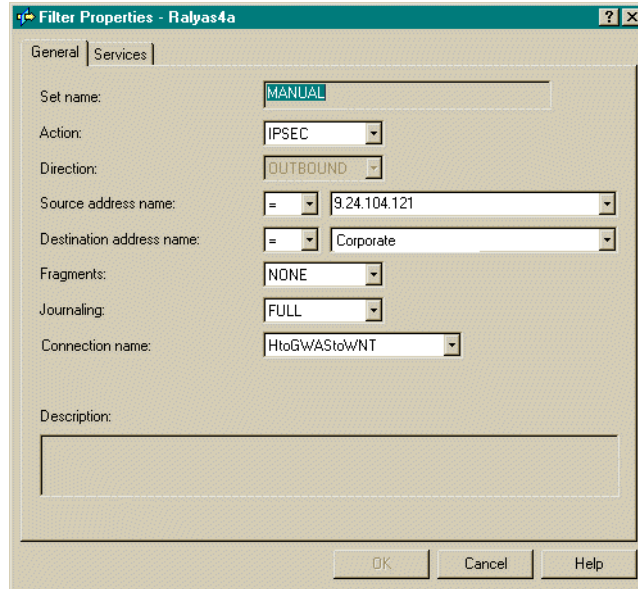 Filter Properties - Ralyas4a
General Services
Set name: MANUAL
Action: IPSEC
Direction: OUTBOUND
Source address name: = 9.24.104.121
Destination address name: = Corporate
Fragments: NONE
Journaling: FULL
Connection name: HtoGWAStoWNT
Description:
OK Cancel Help